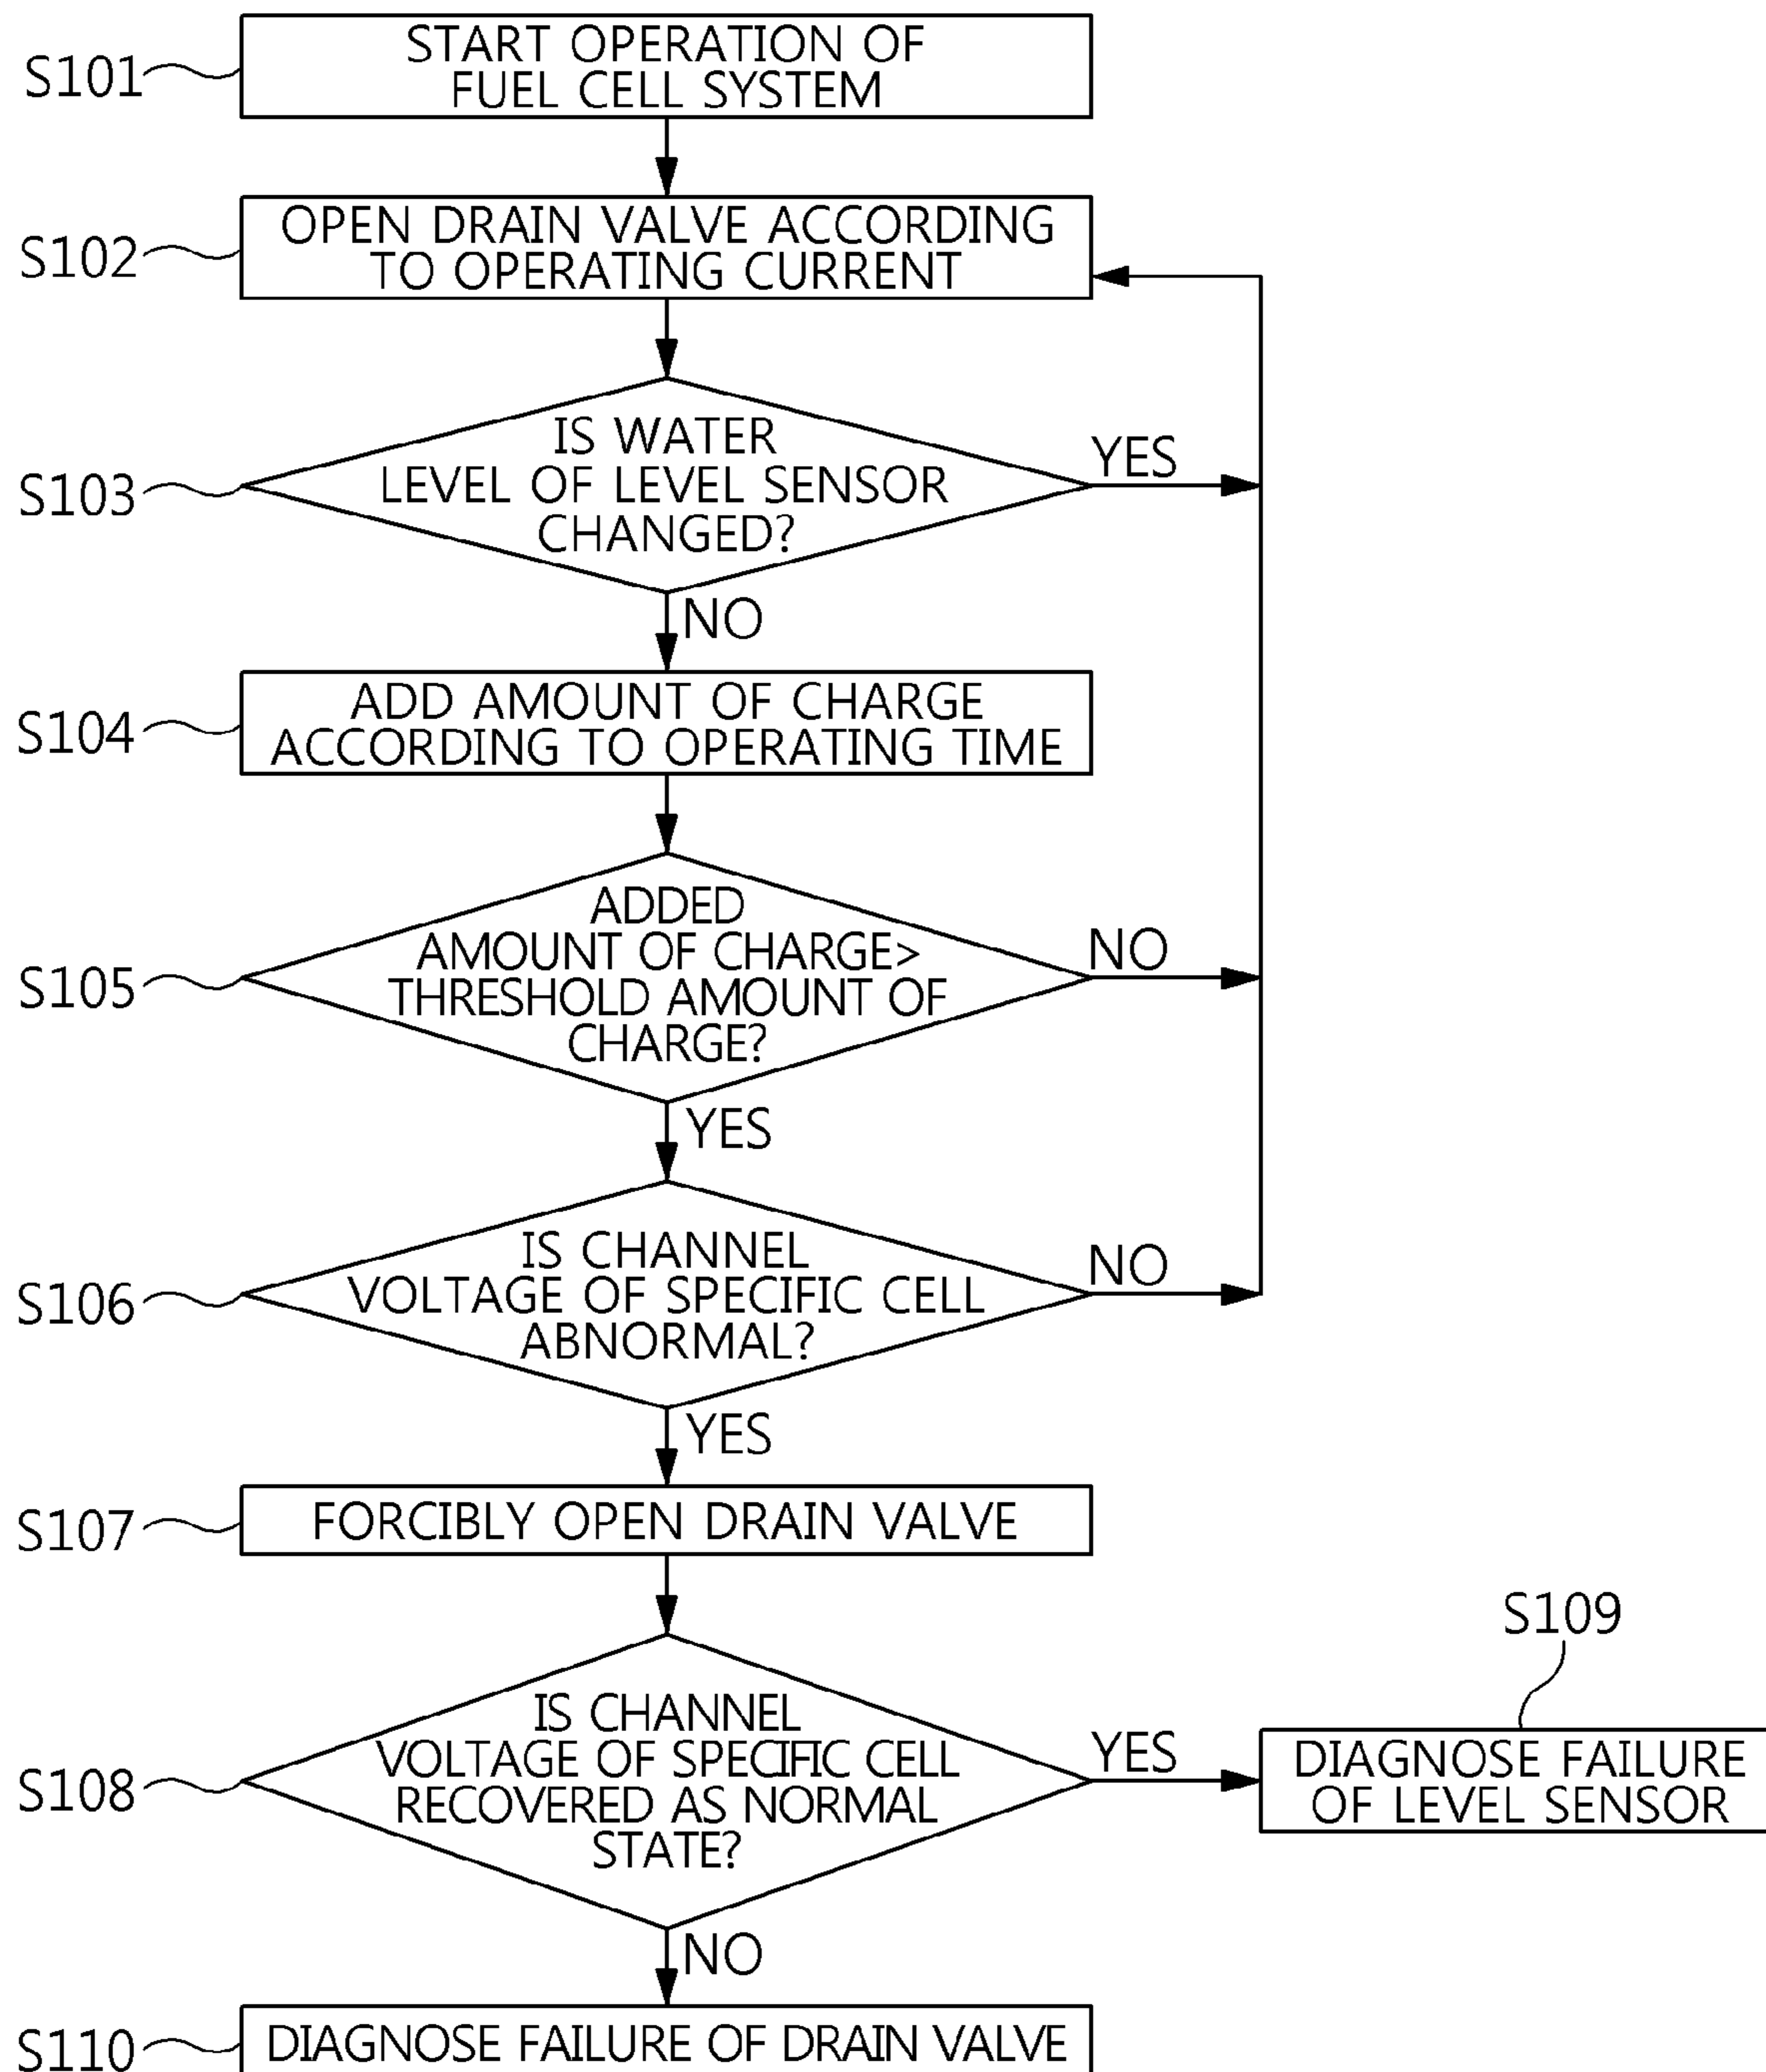 S101
START OPERATION OF
FUEL CELL SYSTEM
S102
OPEN DRAIN VALVE ACCORDING
TO OPERATING CURRENT
S103
IS WATER
LEVEL OF LEVEL SENSOR
CHANGED?
YES
NO
S104
ADD AMOUNT OF CHARGE
ACCORDING TO OPERATING TIME
S105
ADDED
AMOUNT OF CHARGE>
THRESHOLD AMOUNT OF
CHARGE?
NO
YES
S106
IS CHANNEL
VOLTAGE OF SPECIFIC CELL
ABNORMAL?
NO
YES
S107
FORCIBLY OPEN DRAIN VALVE
S108
IS CHANNEL
VOLTAGE OF SPECIFIC CELL
RECOVERED AS NORMAL
STATE?
YES
S109
DIAGNOSE FAILURE
OF LEVEL SENSOR
NO
S110
DIAGNOSE FAILURE OF DRAIN VALVE